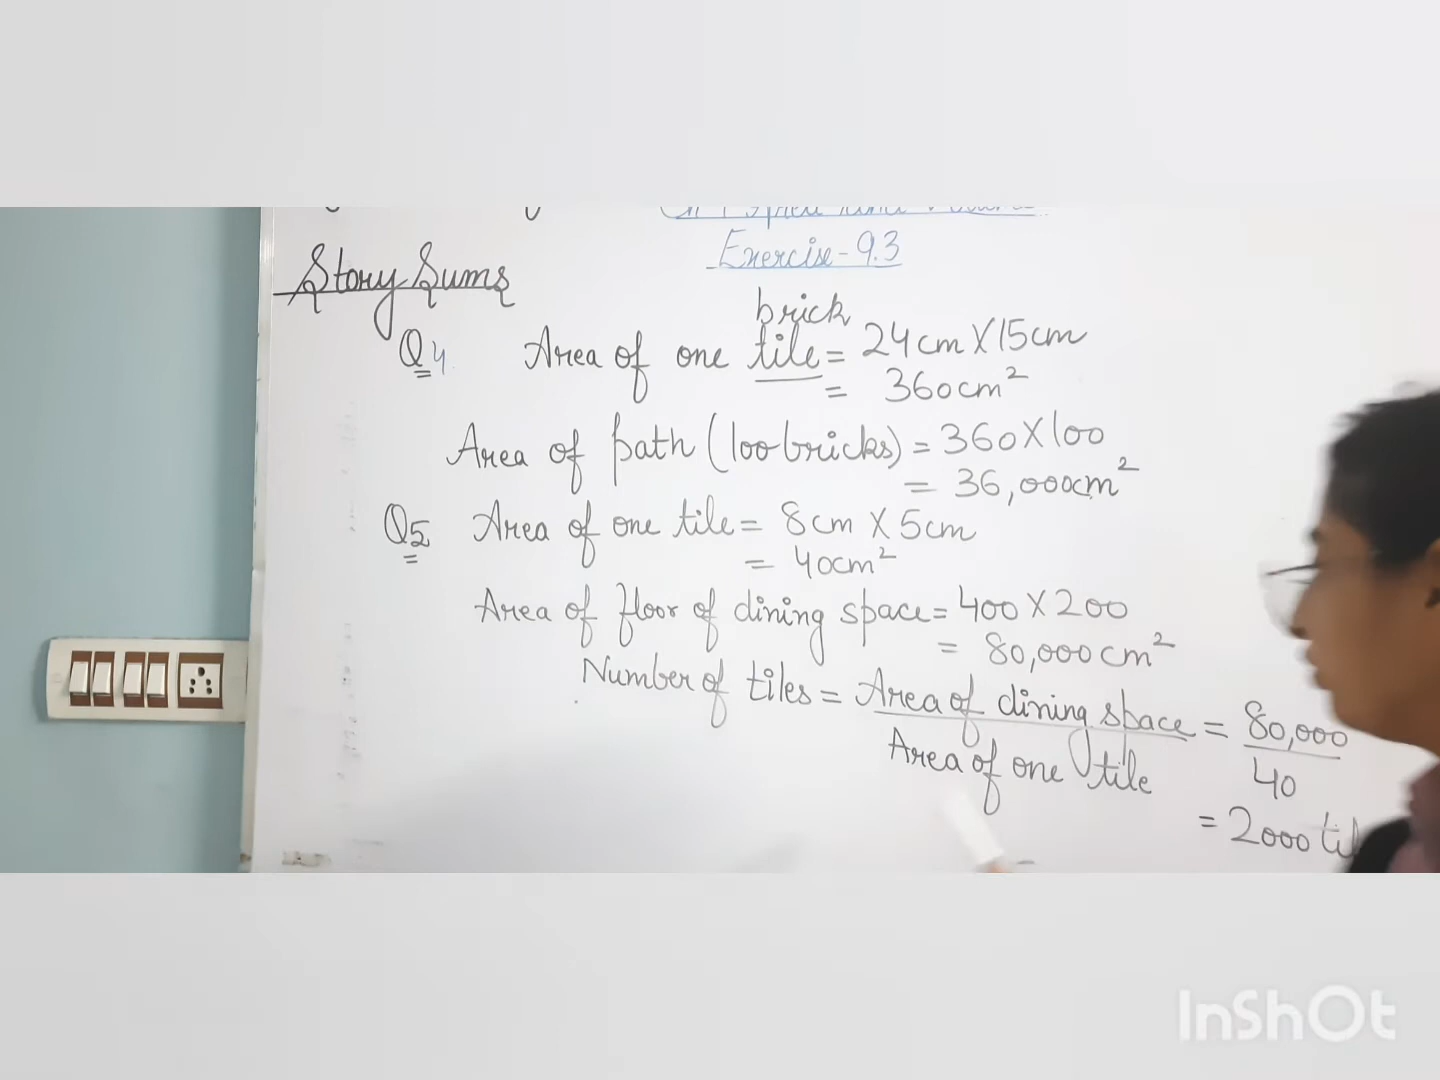 Exercise-9.3
Story Sums
brick
Q4 Area of one tile = 24cm X 15cm
= 360cm²
Area of path (100 bricks) = 360 X 100
= 36,000cm²
Q5 Area of one tile = 8cm X 5cm
= 40cm²
Area of floor of dining space = 400 X 200
= 80,000cm²
Number of tiles = Area of dining space = 80,000
Area of one tile 40
= 2000
InShOt